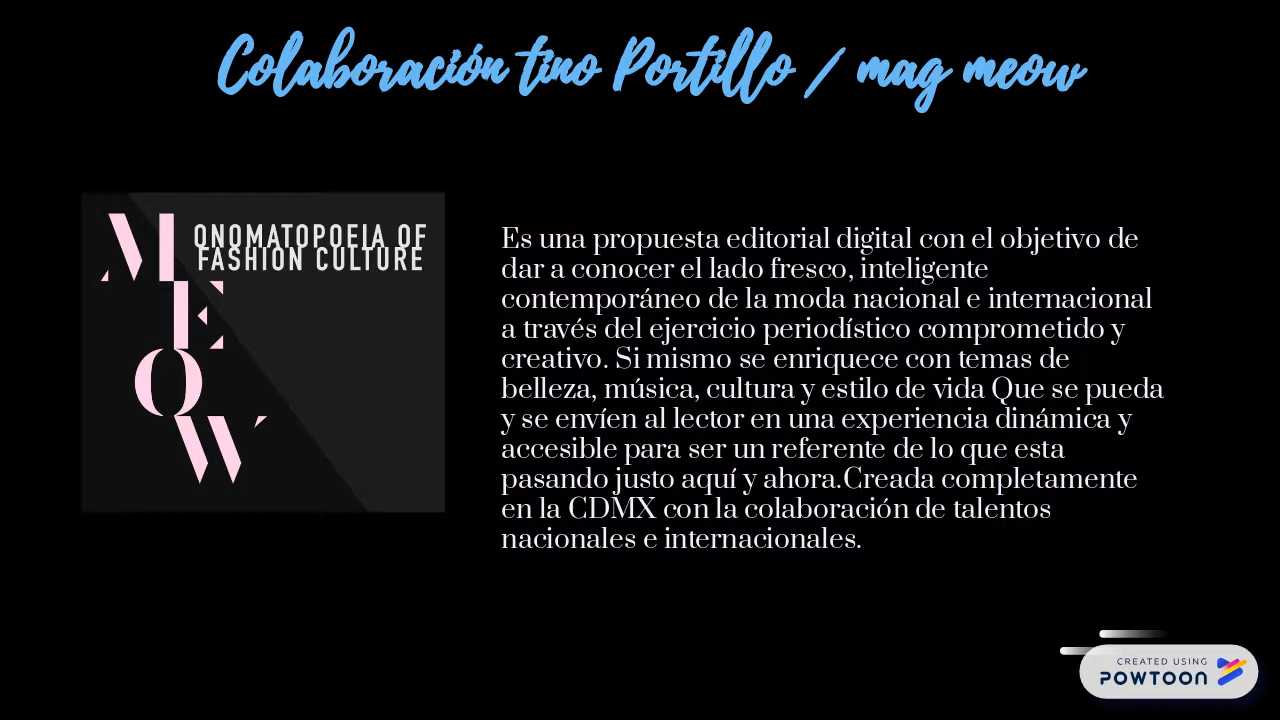 Colaboración tino Portillo / mag meow
MEOW
ONOMATOPOELA OF
FASHION CULTURE
Es una propuesta editorial digital con el objetivo de
dar a conocer el lado fresco, inteligente
contemporáneo de la moda nacional e internacional
a través del ejercicio periodístico comprometido y
creativo. Si mismo se enriquece con temas de
belleza, música, cultura y estilo de vida Que se pueda
y se envíen al lector en una experiencia dinámica y
accesible para ser un referente de lo que esta
pasando justo aquí y ahora.Creada completamente
en la CDMX con la colaboración de talentos
nacionales e internacionales.
CREATED USING
POWTOON